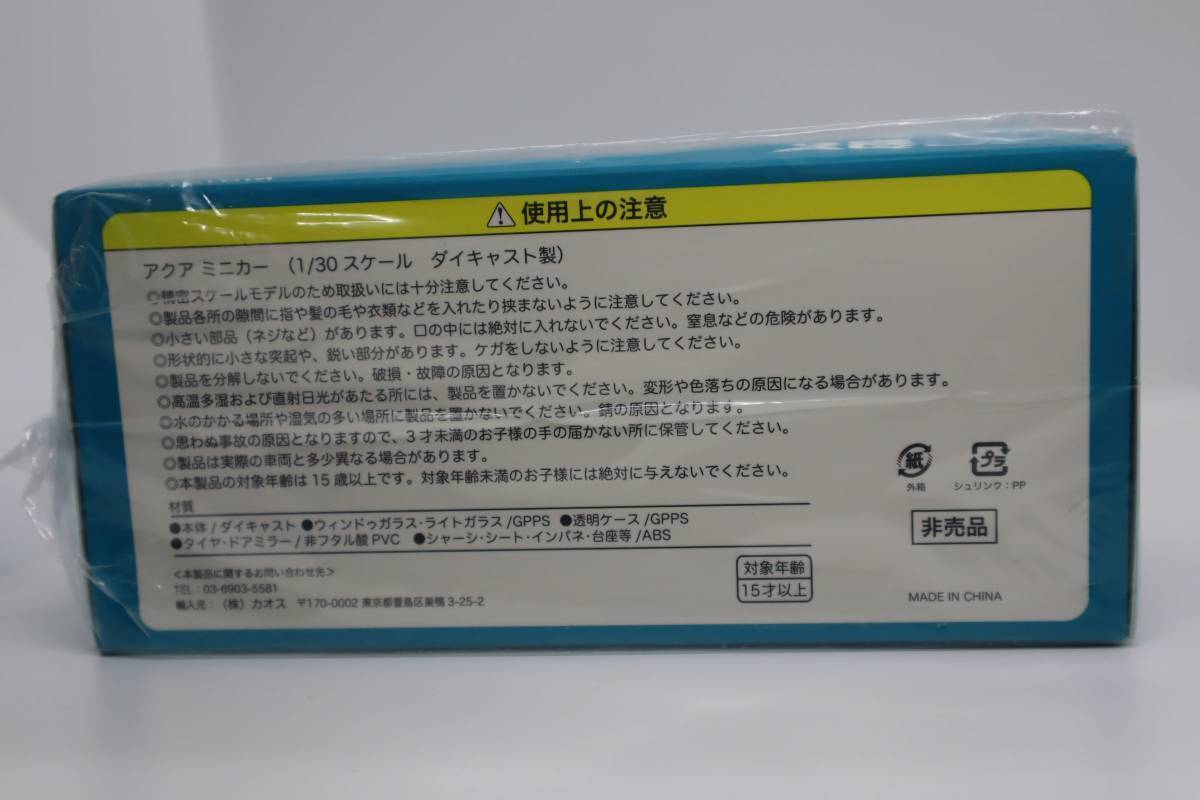 使用上の注意
アクア ミニカー （1/30 スケール ダイキャスト製）
◎精密スケールモデルのため取扱いには十分注意してください。
◎製品各所の隙間に指や髪の毛や衣類などを入れたり挟まないように注意してください。
◎小さい部品（ネジなど）があります。口の中には絶対に入れないでください。窒息などの危険があります。
◎形状的に小さな突起や、鋭い部分があります。ケガをしないように注意してください。
◎製品を分解しないでください。破損・故障の原因となります。
◎高温多湿および直射日光があたる所には、製品を置かないでください。変形や色落ちの原因になる場合があります。
◎水のかかる場所や湿気の多い場所に製品を置かないでください。錆の原因となります。
◎思わぬ事故の原因となりますので、3才未満のお子様の手の届かない所に保管してください。
◎製品は実際の車両と多少異なる場合があります。
◎本製品の対象年齢は15歳以上です。対象年齢未満のお子様には絶対に与えないでください。
材質
●本体/ダイキャスト ●ウィンドゥガラス・ライトガラス/GPPS ●透明ケース/GPPS
●タイヤ・ドアミラー/非フタル酸PVC ●シャーシ・シート・インパネ・台座等/ABS
<本製品に関するお問い合わせ先>
TEL：03-6903-5581
輸入元：（株）カオス 〒170-0002 東京都豊島区巣鴨3-25-2
対象年齢
15才以上
紙
外箱
プラ
シュリンク：PP
非売品
MADE IN CHINA